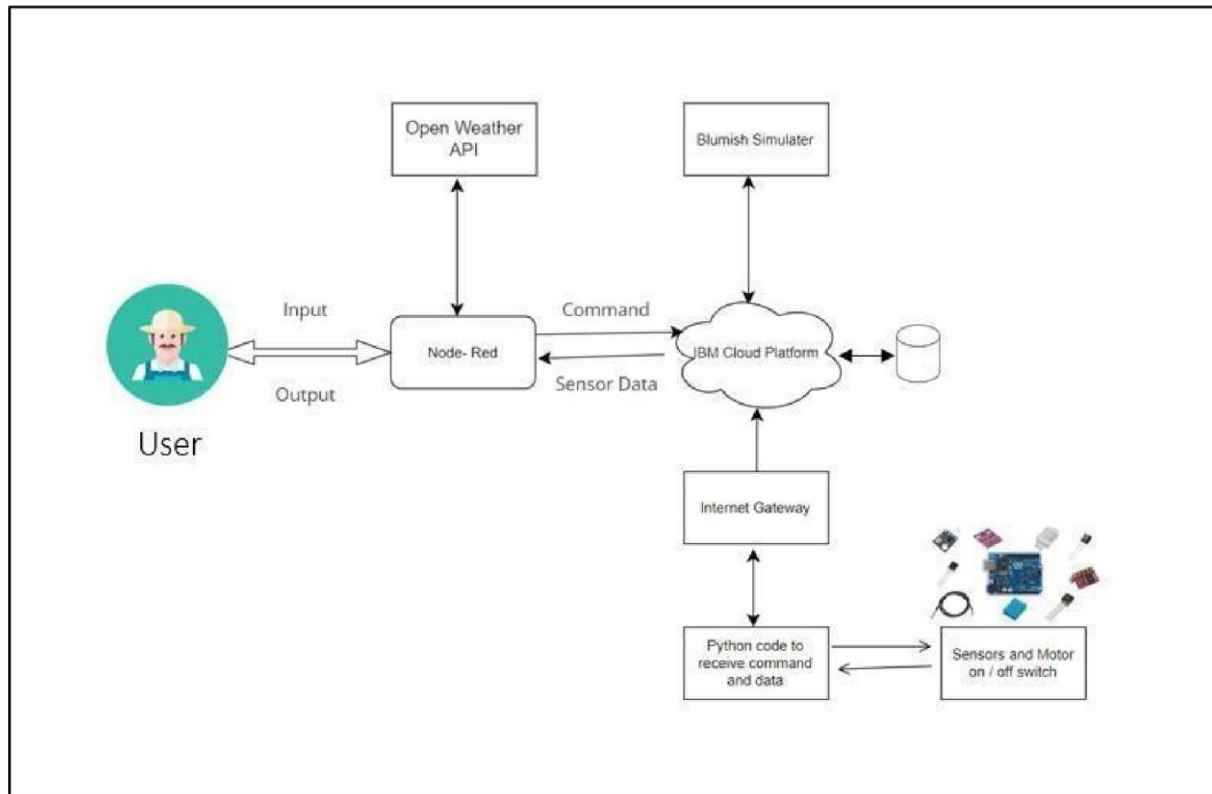 Open Weather
API
Blumish Simulater
Input
Command
Node- Red
IBM Cloud Platform
Output
Sensor Data
User
Internet Gateway
Python code to
receive command
and data
Sensors and Motor
on / off switch